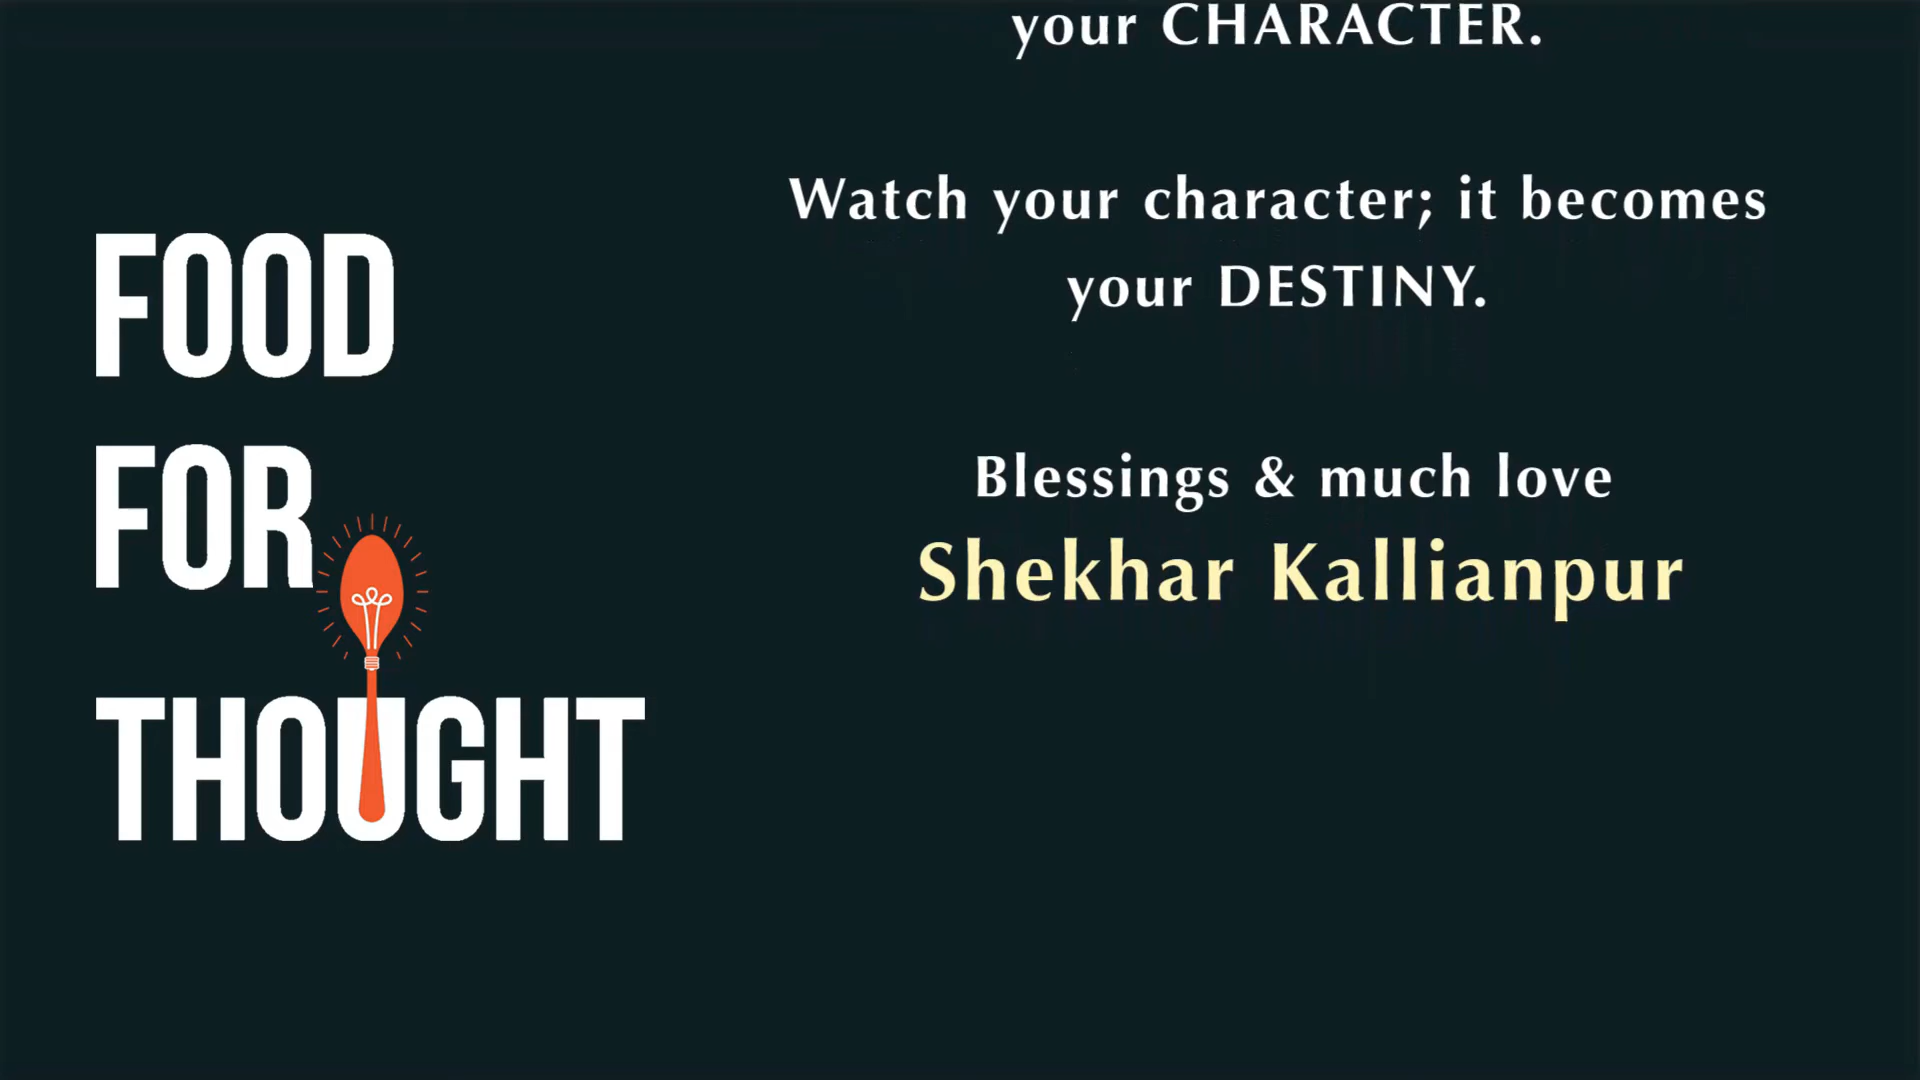 FOOD
FOR
THOUGHT
your CHARACTER.
Watch your character; it becomes
your DESTINY.
Blessings & much love
Shekhar Kallianpur